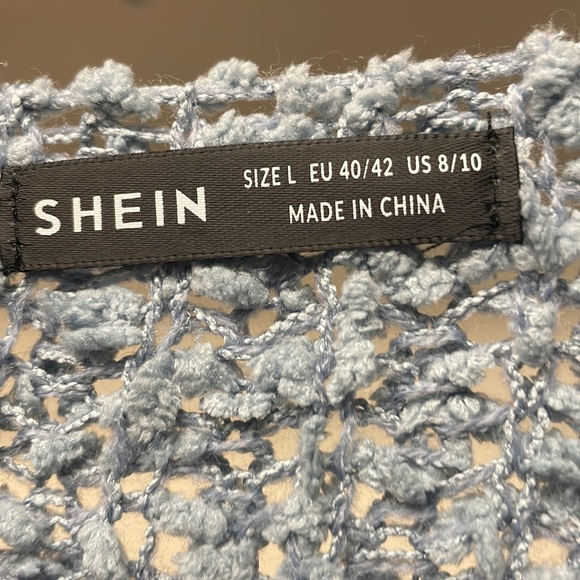 SHEIN
SIZE L EU 40/42 US 8/10
MADE IN CHINA